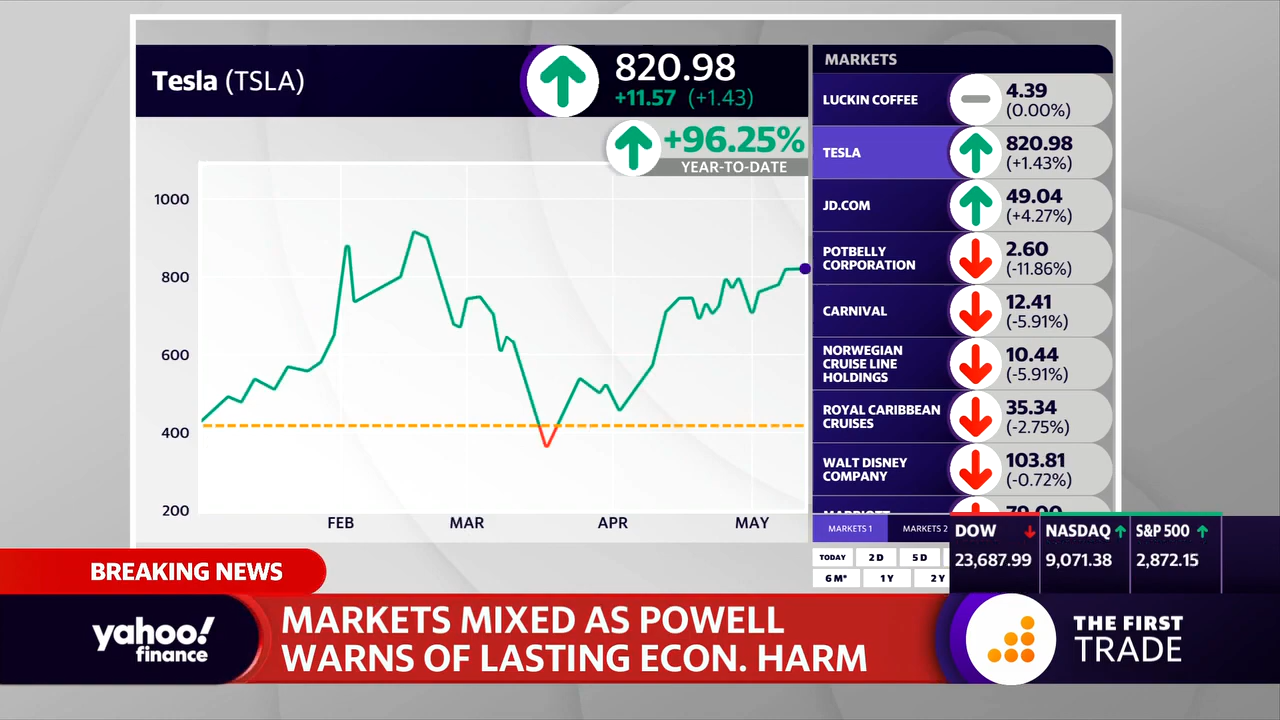 Tesla (TSLA)
820.98
+11.57 (+1.43)
+96.25%
YEAR-TO-DATE
1000
800
600
400
200
FEB MAR APR MAY
MARKETS
LUCKIN COFFEE
4.39
(0.00%)
TESLA
820.98
(+1.43%)
JD.COM
49.04
(+4.27%)
POTBELLY
CORPORATION
2.60
(-11.86%)
CARNIVAL
12.41
(-5.91%)
NORWEGIAN
CRUISE LINE
HOLDINGS
10.44
(-5.91%)
ROYAL CARIBBEAN
CRUISES
35.34
(-2.75%)
WALT DISNEY
COMPANY
103.81
(-0.72%)
MARKETS 1 MARKETS 2
TODAY 2 D 5 D
6 M* 1 Y 2 Y
DOW NASDAQ S&P 500
23,687.99 9,071.38 2,872.15
BREAKING NEWS
yahoo!
finance
MARKETS MIXED AS POWELL
WARNS OF LASTING ECON. HARM
THE FIRST
TRADE